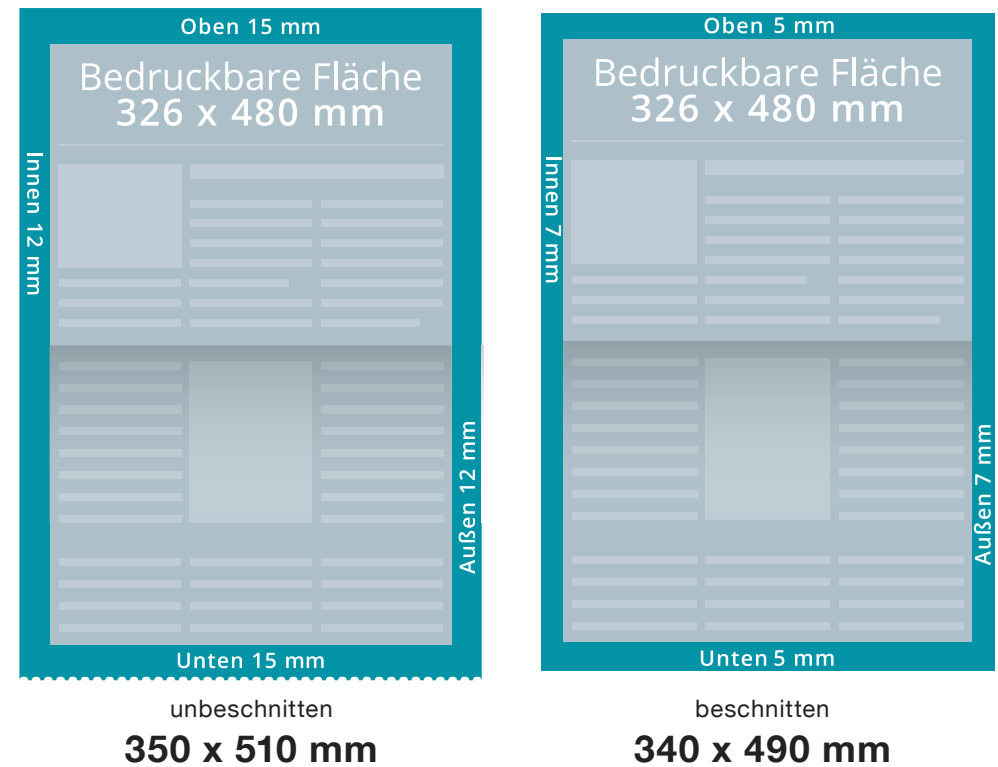 Oben 15 mm
Bedruckbare Fläche
326 x 480 mm
Innen 12 mm
Außen 12 mm
Unten 15 mm
unbeschnitten
350 x 510 mm
Oben 5 mm
Bedruckbare Fläche
326 x 480 mm
Innen 7 mm
Außen 7 mm
Unten 5 mm
beschnitten
340 x 490 mm